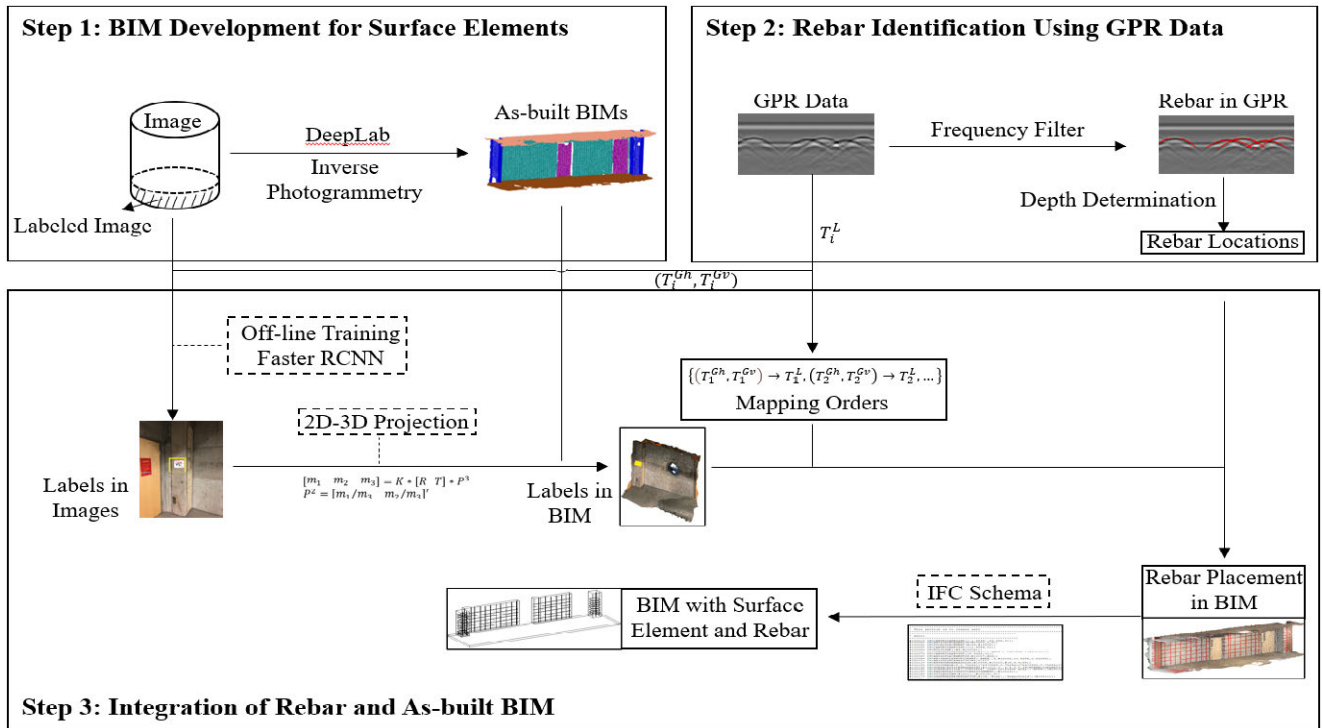 Step 1: BIM Development for Surface Elements
Image
Labeled Image
DeepLab
Inverse
Photogrammetry
As-built BIMs
Step 2: Rebar Identification Using GPR Data
GPR Data
Frequency Filter
Rebar in GPR
Depth Determination
Rebar Locations
T_i^L
(T_i^{Gh}, T_i^{Gv})
Off-line Training
Faster RCNN
{(T_1^{Gh}, T_1^{Gv}) → T_1^L, (T_2^{Gh}, T_2^{Gv}) → T_2^L, …}
Mapping Orders
2D-3D Projection
[m_1 m_2 m_3] = K * [R T] * P^3
P^2 = [m_1/m_3 m_2/m_3]'
Labels in
Images
Labels in
BIM
Rebar Placement
in BIM
IFC Schema
BIM with Surface
Element and Rebar
Step 3: Integration of Rebar and As-built BIM